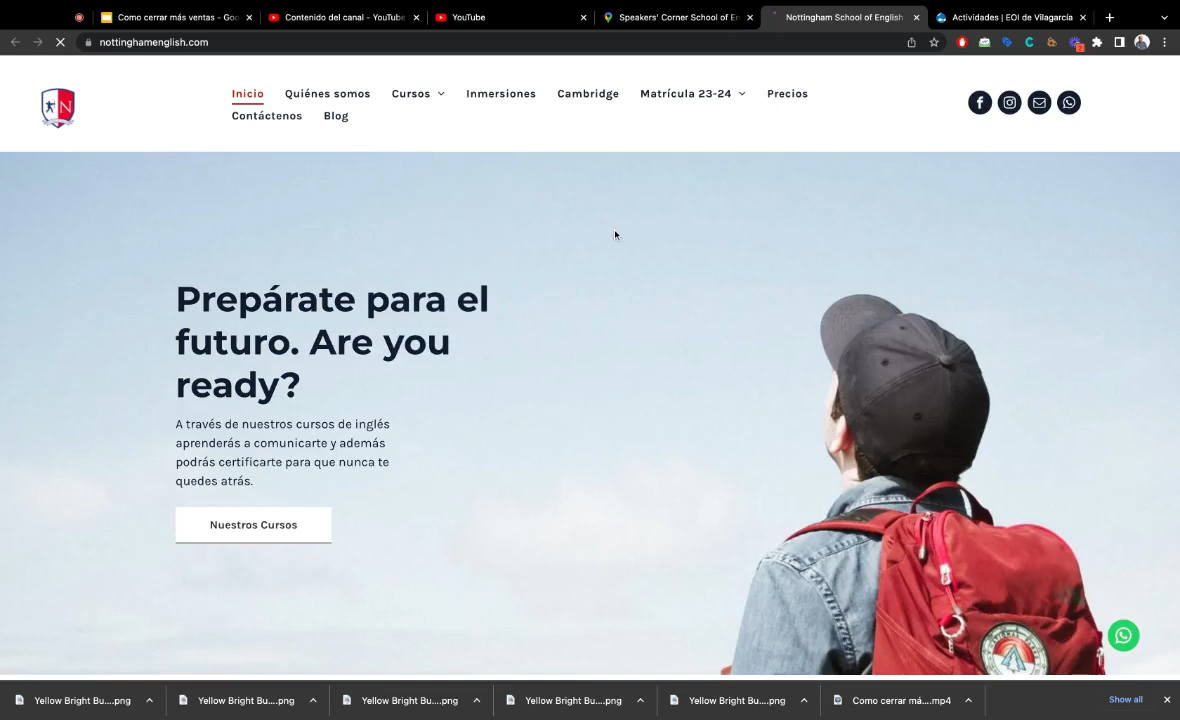 Como cerrar más ventas - Goo
Contenido del canal - YouTube
YouTube
Speakers' Corner School of En
Nottingham School of English
Actividades | EOI de Vilagarcía
nottinghamenglish.com
2
N
Inicio
Quiénes somos
Cursos
Inmersiones
Cambridge
Matrícula 23-24
Precios
Contáctenos
Blog
Prepárate para el
futuro. Are you
ready?
A través de nuestros cursos de inglés
aprenderás a comunicarte y además
podrás certificarte para que nunca te
quedes atrás.
Nuestros Cursos
Yellow Bright Bu....png
Yellow Bright Bu....png
Yellow Bright Bu....png
Yellow Bright Bu....png
Yellow Bright Bu....png
Como cerrar má....mp4
Show all